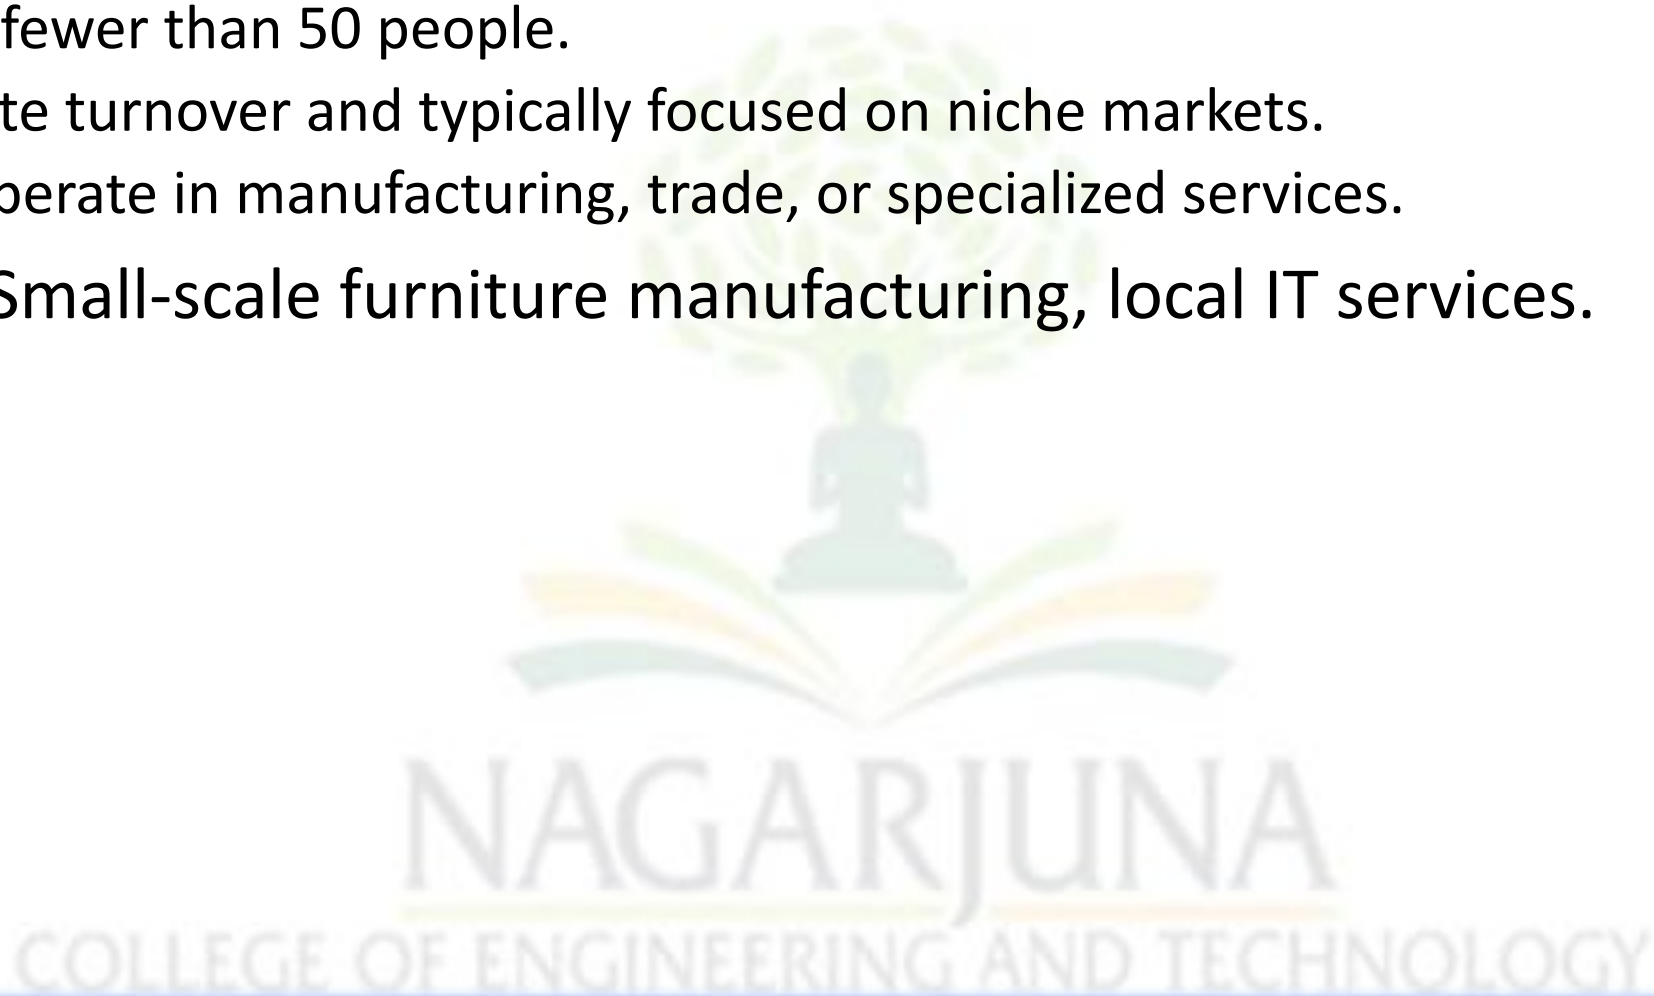 fewer than 50 people.
te turnover and typically focused on niche markets.
perate in manufacturing, trade, or specialized services.
Small-scale furniture manufacturing, local IT services.
NAGARJUNA
COLLEGE OF ENGINEERING AND TECHNOLOGY